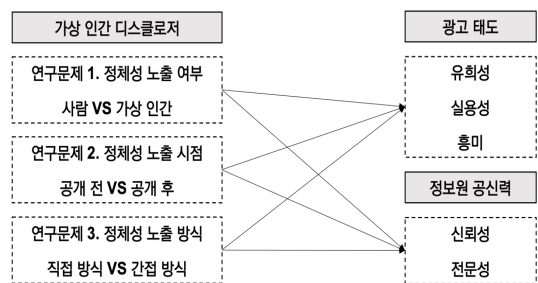 가상 인간 디스클로저
연구문제 1. 정체성 노출 여부
사람 VS 가상 인간
연구문제 2. 정체성 노출 시점
공개 전 VS 공개 후
연구문제 3. 정체성 노출 방식
직접 방식 VS 간접 방식
광고 태도
유희성
실용성
흥미
정보원 공신력
신뢰성
전문성